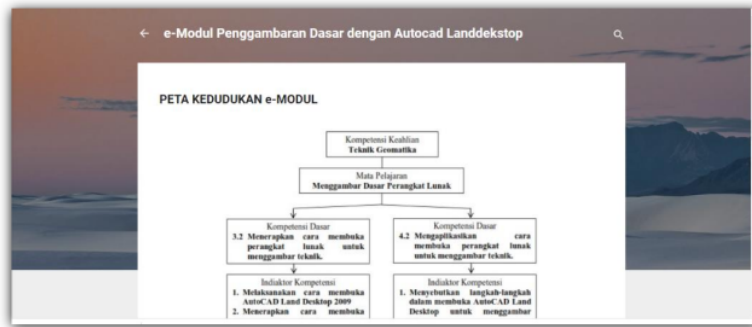 e-Modul Penggambaran Dasar dengan Autocad Landdekstop
PETA KEDUDUKAN e-MODUL
Kompetensi Keahlian
Teknik Geomatika
Mata Pelajaran
Menggambar Dasar Perangkat Lunak
Kompetensi Dasar
3.2 Menerapkan cara membuka
perangkat lunak untuk
menggambar teknik.
Kompetensi Dasar
4.2 Mengaplikasikan cara
membuka perangkat lunak
untuk menggambar teknik.
Indiaktor Kompetensi
1. Melaksanakan cara membuka
AutoCAD Land Desktop 2009
2. Menerapkan cara membuka
Indiaktor Kompetensi
1. Menyebutkan langkah-langkah
dalam membuka AutoCAD Land
Desktop untuk menggambar